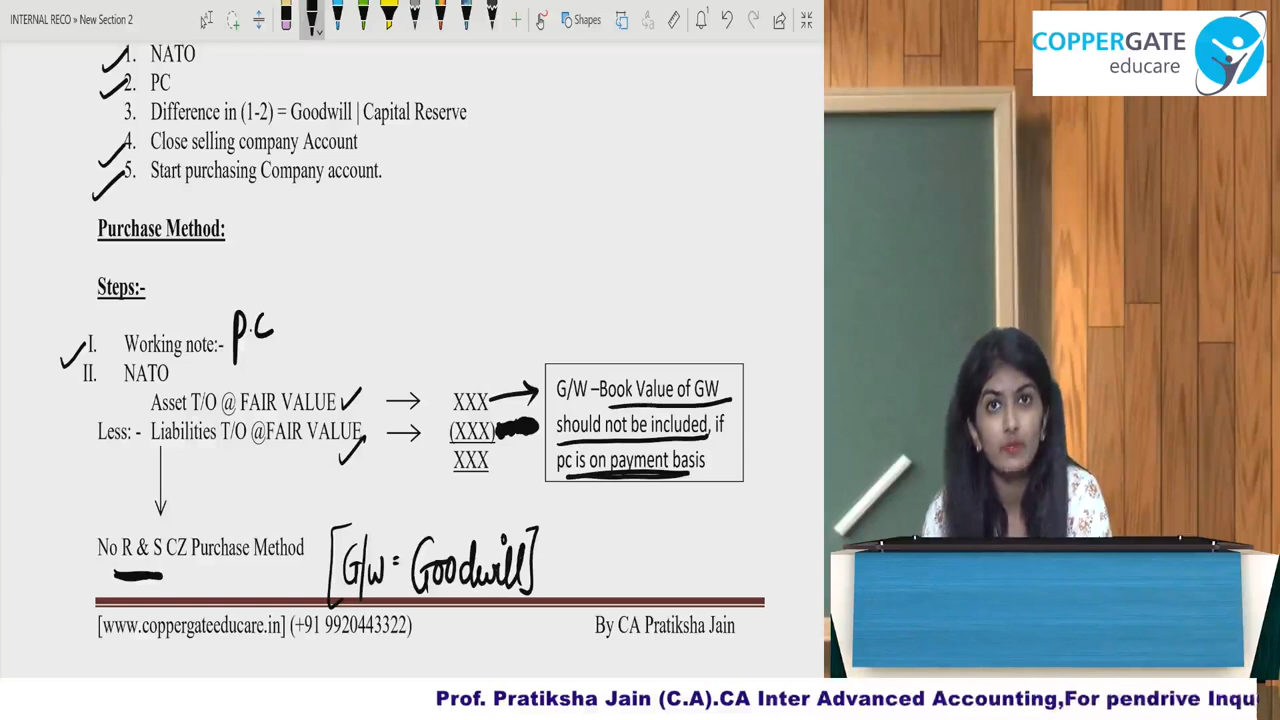 INTERNAL RECO » New Section 2
Shapes
COPPERGATE
educare
1. NATO
2. PC
3. Difference in (1-2) = Goodwill | Capital Reserve
4. Close selling company Account
5. Start purchasing Company account.
Purchase Method:
Steps:-
I. Working note:- P.C
II. NATO
Asset T/O @ FAIR VALUE → XXX
Less: - Liabilities T/O @FAIR VALUE → (XXX)
XXX
G/W –Book Value of GW
should not be included, if
pc is on payment basis
No R & S CZ Purchase Method
[G/W = Goodwill]
[www.coppergateeducare.in] (+91 9920443322)
By CA Pratiksha Jain
Prof. Pratiksha Jain (C.A).CA Inter Advanced Accounting,For pendrive Inqu